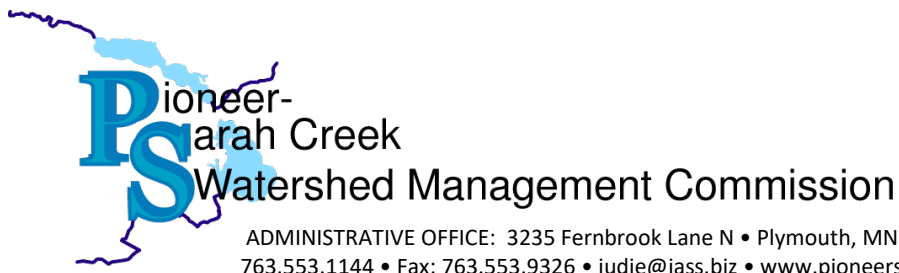 Pioneer-
Sarah Creek
Watershed Management Commission
ADMINISTRATIVE OFFICE: 3235 Fernbrook Lane N • Plymouth, MN
763.553.1144 • Fax: 763.553.9326 • judie@jass.biz • www.pioneers